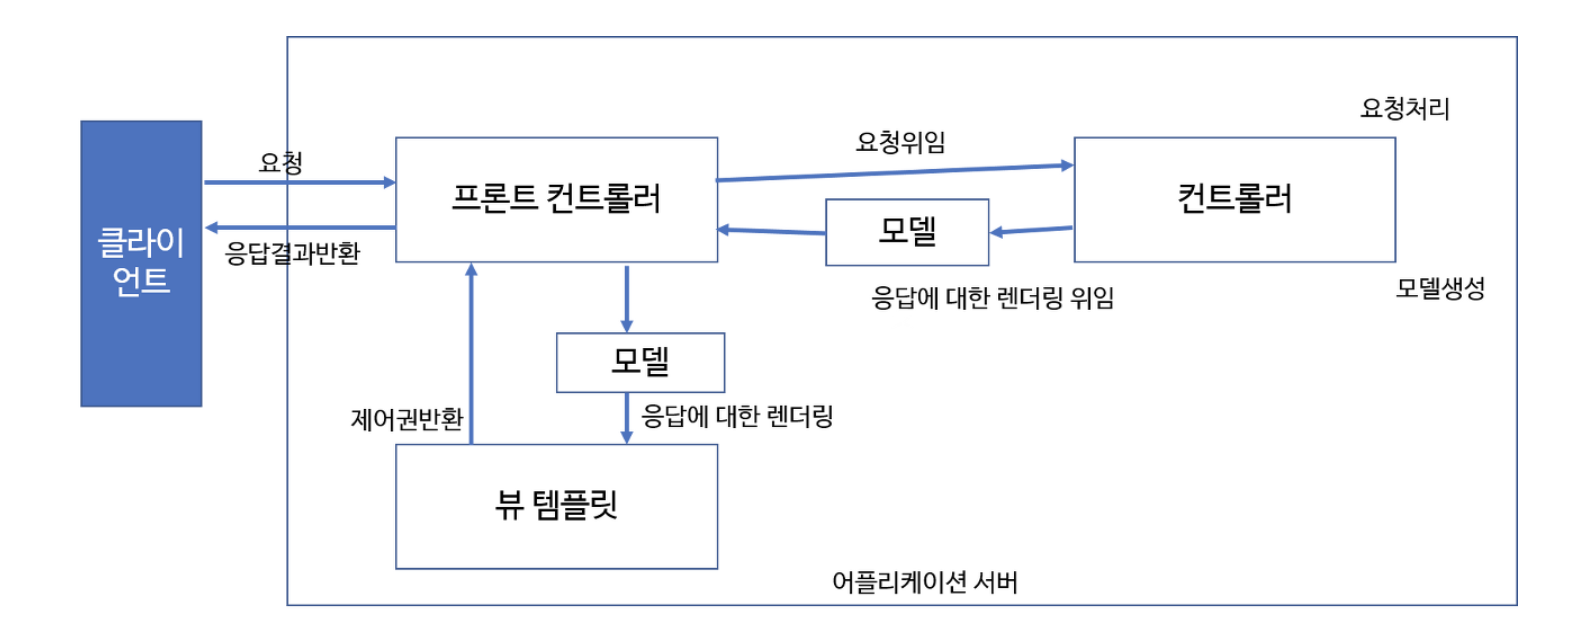 요청처리
요청위임
요청
프론트 컨트롤러
컨트롤러
모델
클라이
언트
응답결과반환
응답에 대한 렌더링 위임
모델생성
모델
제어권반환
응답에 대한 렌더링
뷰 템플릿
어플리케이션 서버